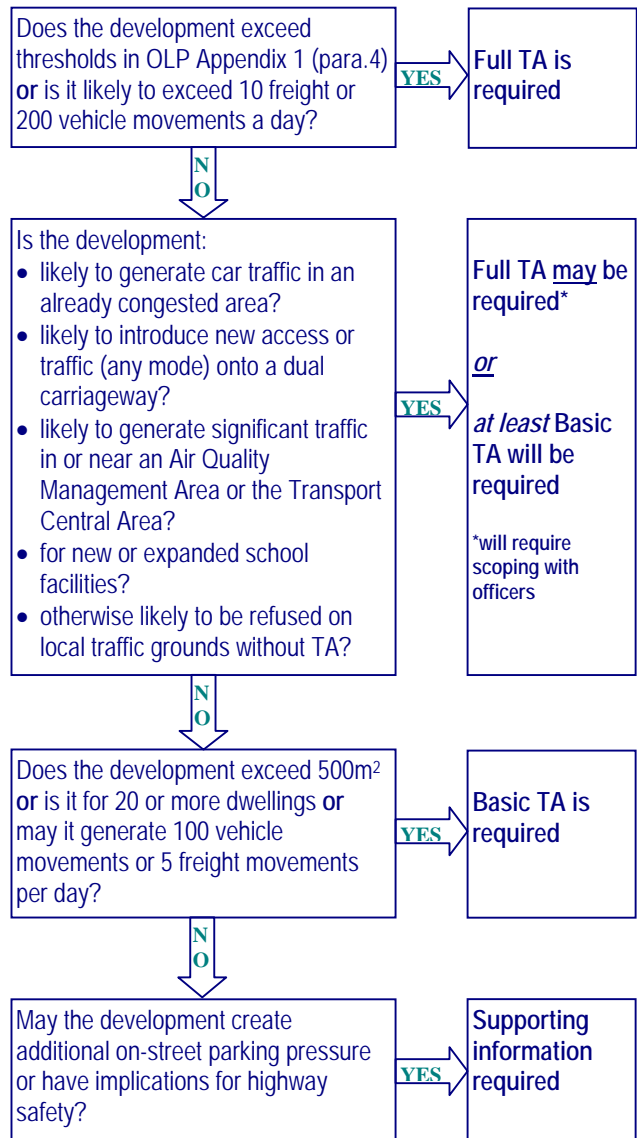 Does the development exceed
thresholds in OLP Appendix 1 (para.4)
or is it likely to exceed 10 freight or
200 vehicle movements a day?
YES
Full TA is
required
N
O
Is the development:
• likely to generate car traffic in an
already congested area?
• likely to introduce new access or
traffic (any mode) onto a dual
carriageway?
• likely to generate significant traffic
in or near an Air Quality
Management Area or the Transport
Central Area?
• for new or expanded school
facilities?
• otherwise likely to be refused on
local traffic grounds without TA?
YES
Full TA may be
required*
or
at least Basic
TA will be
required
*will require
scoping with
officers
N
O
Does the development exceed 500m²
or is it for 20 or more dwellings or
may it generate 100 vehicle
movements or 5 freight movements
per day?
YES
Basic TA is
required
N
O
May the development create
additional on-street parking pressure
or have implications for highway
safety?
YES
Supporting
information
required